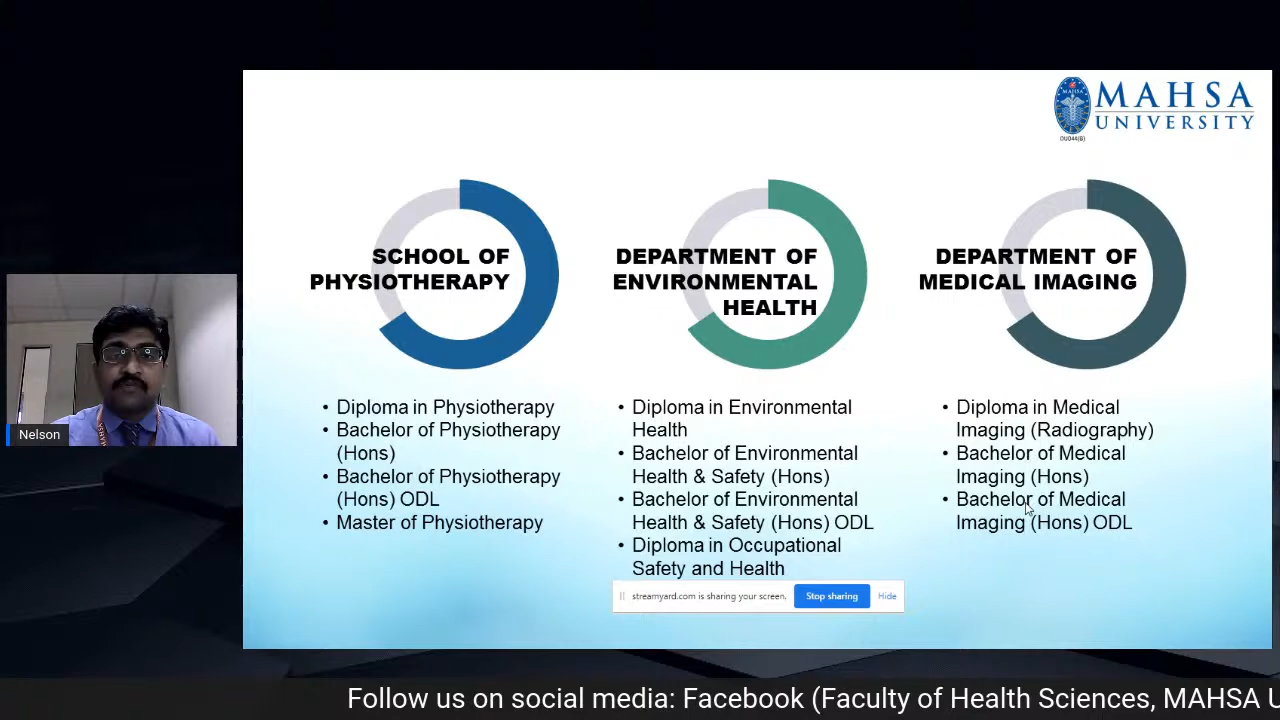 MAHSA
UNIVERSITY
DU044(B)
SCHOOL OF
PHYSIOTHERAPY
• Diploma in Physiotherapy
• Bachelor of Physiotherapy
(Hons)
• Bachelor of Physiotherapy
(Hons) ODL
• Master of Physiotherapy
DEPARTMENT OF
ENVIRONMENTAL
HEALTH
• Diploma in Environmental
Health
• Bachelor of Environmental
Health & Safety (Hons)
• Bachelor of Environmental
Health & Safety (Hons) ODL
• Diploma in Occupational
Safety and Health
DEPARTMENT OF
MEDICAL IMAGING
• Diploma in Medical
Imaging (Radiography)
• Bachelor of Medical
Imaging (Hons)
• Bachelor of Medical
Imaging (Hons) ODL
Nelson
streamyard.com is sharing your screen. Stop sharing Hide
Follow us on social media: Facebook (Faculty of Health Sciences, MAHSA U